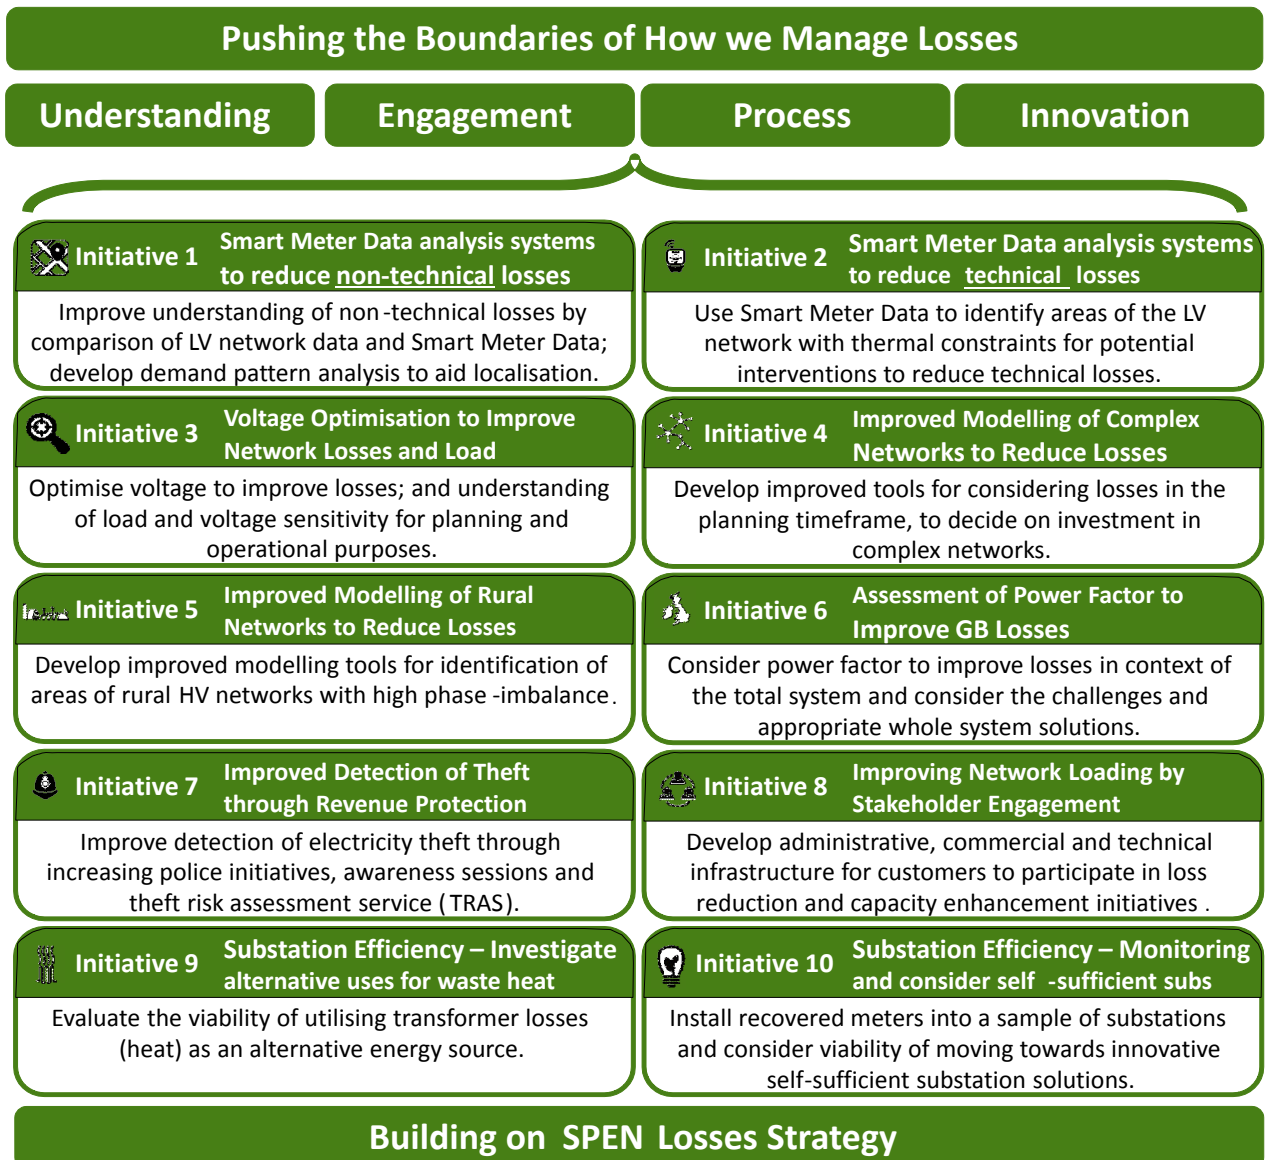 Pushing the Boundaries of How we Manage Losses
Understanding
Engagement
Process
Innovation
Initiative 1
Smart Meter Data analysis systems
to reduce non-technical losses
Improve understanding of non-technical losses by
comparison of LV network data and Smart Meter Data;
develop demand pattern analysis to aid localisation.
Initiative 2
Smart Meter Data analysis systems
to reduce technical losses
Use Smart Meter Data to identify areas of the LV
network with thermal constraints for potential
interventions to reduce technical losses.
Initiative 3
Voltage Optimisation to Improve
Network Losses and Load
Optimise voltage to improve losses; and understanding
of load and voltage sensitivity for planning and
operational purposes.
Initiative 4
Improved Modelling of Complex
Networks to Reduce Losses
Develop improved tools for considering losses in the
planning timeframe, to decide on investment in
complex networks.
Initiative 5
Improved Modelling of Rural
Networks to Reduce Losses
Develop improved modelling tools for identification of
areas of rural HV networks with high phase-imbalance.
Initiative 6
Assessment of Power Factor to
Improve GB Losses
Consider power factor to improve losses in context of
the total system and consider the challenges and
appropriate whole system solutions.
Initiative 7
Improved Detection of Theft
through Revenue Protection
Improve detection of electricity theft through
increasing police initiatives, awareness sessions and
theft risk assessment service (TRAS).
Initiative 8
Improving Network Loading by
Stakeholder Engagement
Develop administrative, commercial and technical
infrastructure for customers to participate in loss
reduction and capacity enhancement initiatives.
Initiative 9
Substation Efficiency – Investigate
alternative uses for waste heat
Evaluate the viability of utilising transformer losses
(heat) as an alternative energy source.
Initiative 10
Substation Efficiency – Monitoring
and consider self-sufficient subs
Install recovered meters into a sample of substations
and consider viability of moving towards innovative
self-sufficient substation solutions.
Building on SPEN Losses Strategy